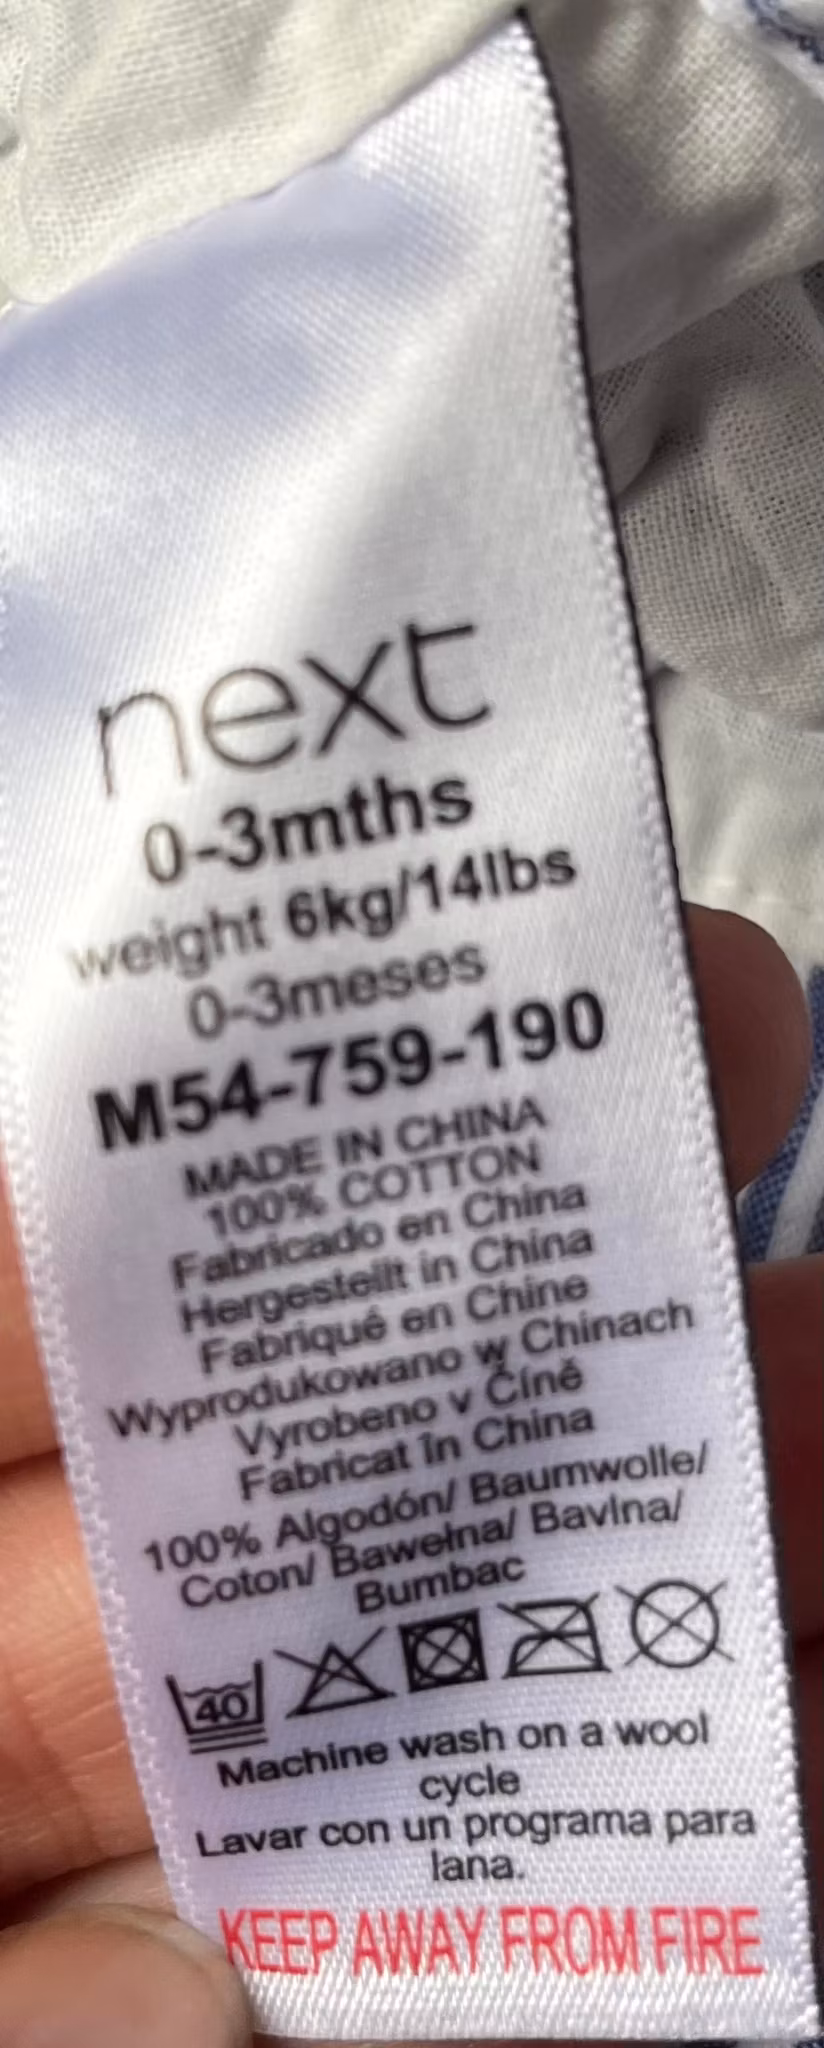 next
0-3mths
weight 6kg/14lbs
0-3meses
M54-759-190
MADE IN CHINA
100% COTTON
Fabricado en China
Hergestellt in China
Fabriqué en Chine
Wyprodukowano w Chinach
Vyrobeno v Číně
Fabricat în China
100% Algodón/ Baumwolle/
Coton/ Bawełna/ Bavlna/
Bumbac
40
Machine wash on a wool
cycle
Lavar con un programa para
lana.
KEEP AWAY FROM FIRE